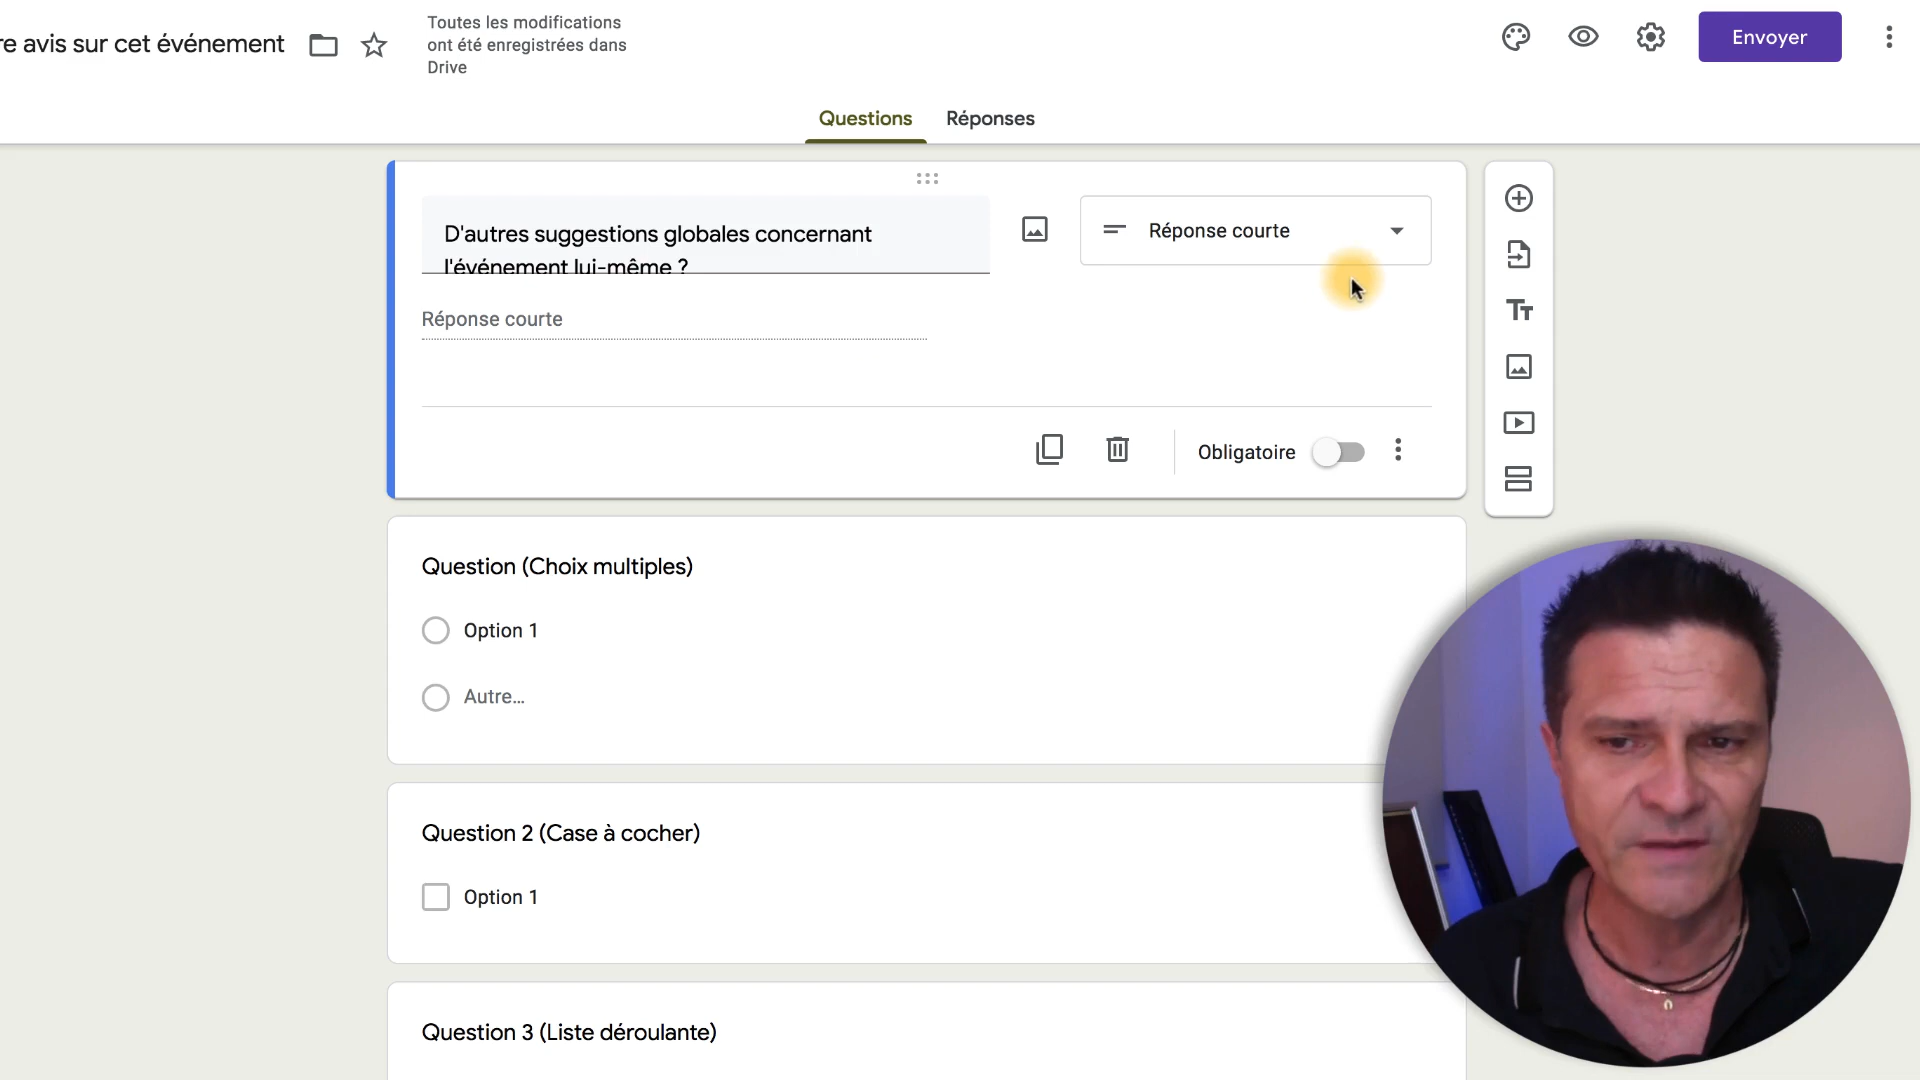 re avis sur cet événement
Toutes les modifications
ont été enregistrées dans
Drive
Envoyer
Questions
Réponses
D'autres suggestions globales concernant
l'événement lui-même ?
Réponse courte
Réponse courte
Obligatoire
Question (Choix multiples)
Option 1
Autre...
Question 2 (Case à cocher)
Option 1
Question 3 (Liste déroulante)